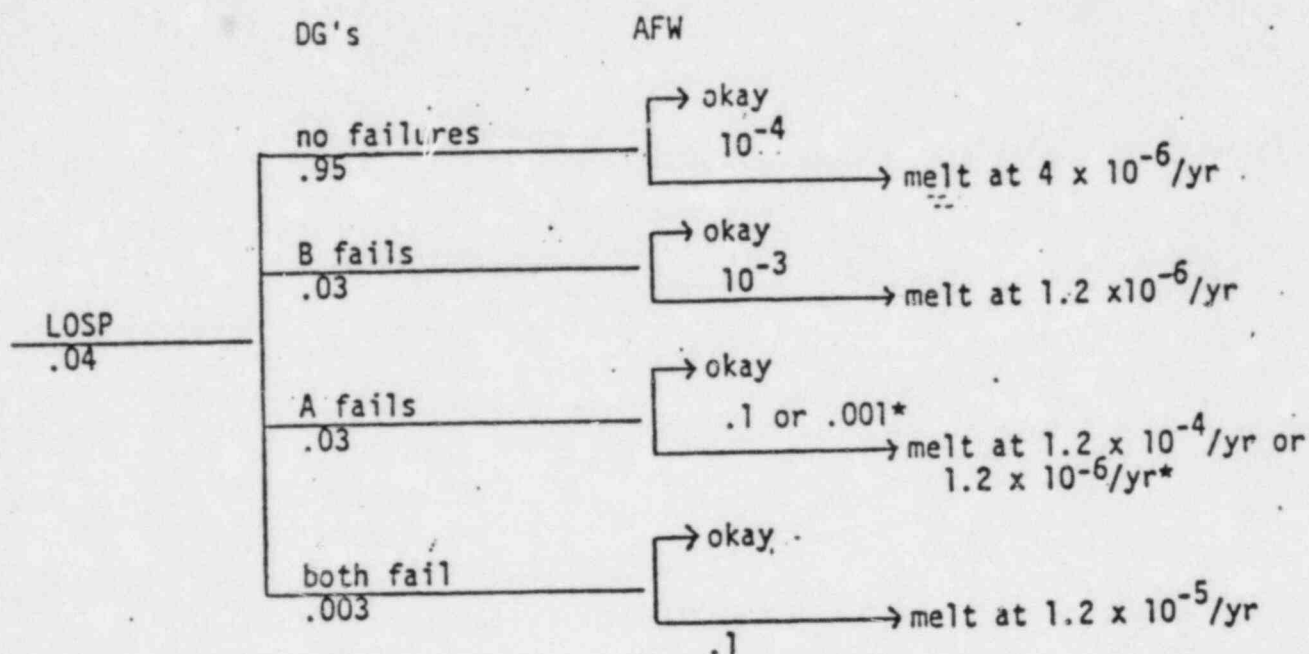 DG's AFW
okay
no failures
.95
10⁻⁴
melt at 4 x 10⁻⁶/yr
okay
B fails
.03
10⁻³
melt at 1.2 x10⁻⁶/yr
LOSP
.04
okay
A fails
.03
.1 or .001*
melt at 1.2 x 10⁻⁴/yr or
1.2 x 10⁻⁶/yr*
okay
both fail
.003
melt at 1.2 x 10⁻⁵/yr
.1